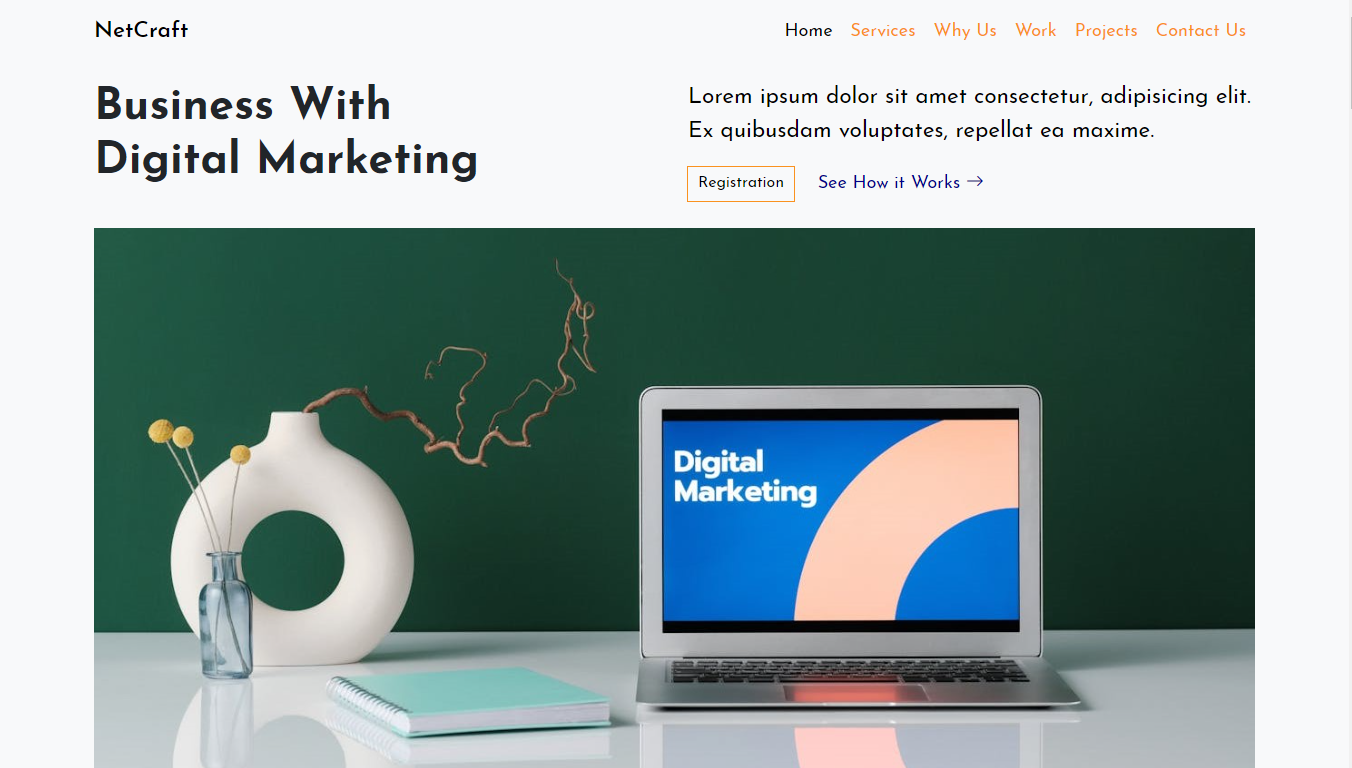 NetCraft
Home Services Why Us Work Projects Contact Us
Business With
Digital Marketing
Lorem ipsum dolor sit amet consectetur, adipisicing elit.
Ex quibusdam voluptates, repellat ea maxime.
Registration
See How it Works →
Digital
Marketing